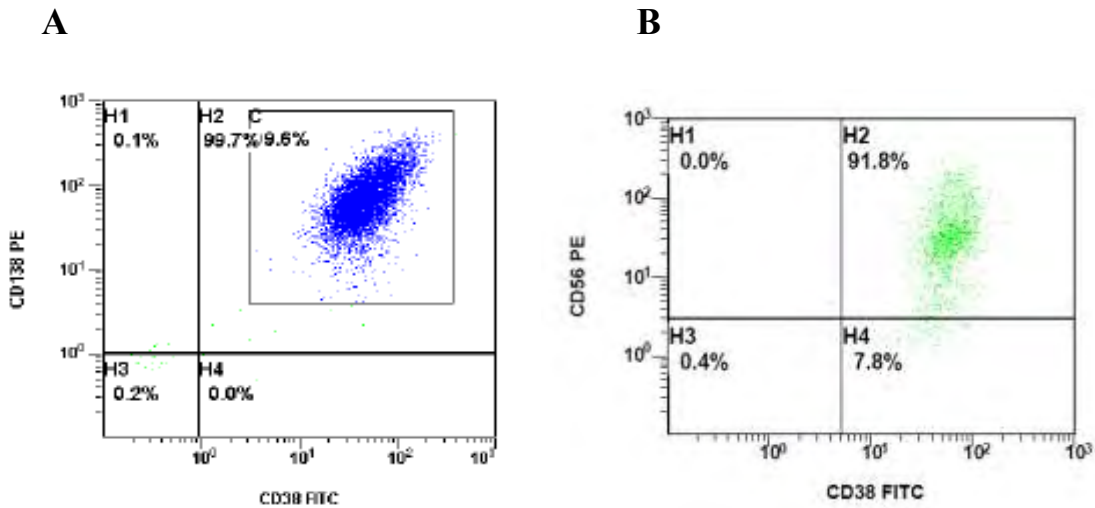 A
B
10³
H1
0.1%
H2 C
99.7% 9.6%
10²
10¹
10⁰
H3
0.2%
H4
0.0%
CD138 PE
10⁰ 10¹ 10²
CD38 FITC
10³
H1
0.0%
H2
91.8%
10²
10¹
10⁰
H3
0.4%
H4
7.8%
CD56 PE
10⁰ 10¹ 10² 10³
CD38 FITC